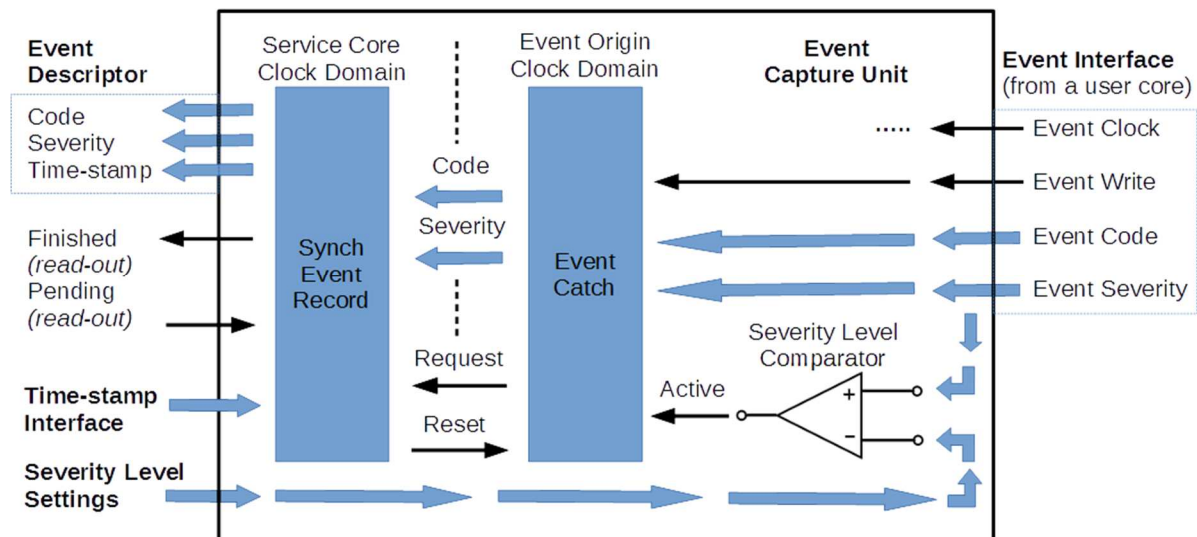 Event
Descriptor
Code
Severity
Time-stamp
Finished
(read-out)
Pending
(read-out)
Time-stamp
Interface
Severity Level
Settings
Service Core
Clock Domain
Synch
Event
Record
Code
Severity
Request
Reset
Event Origin
Clock Domain
Event
Catch
Event
Capture Unit
Severity Level
Comparator
Active
+
−
Event Interface
(from a user core)
Event Clock
Event Write
Event Code
Event Severity